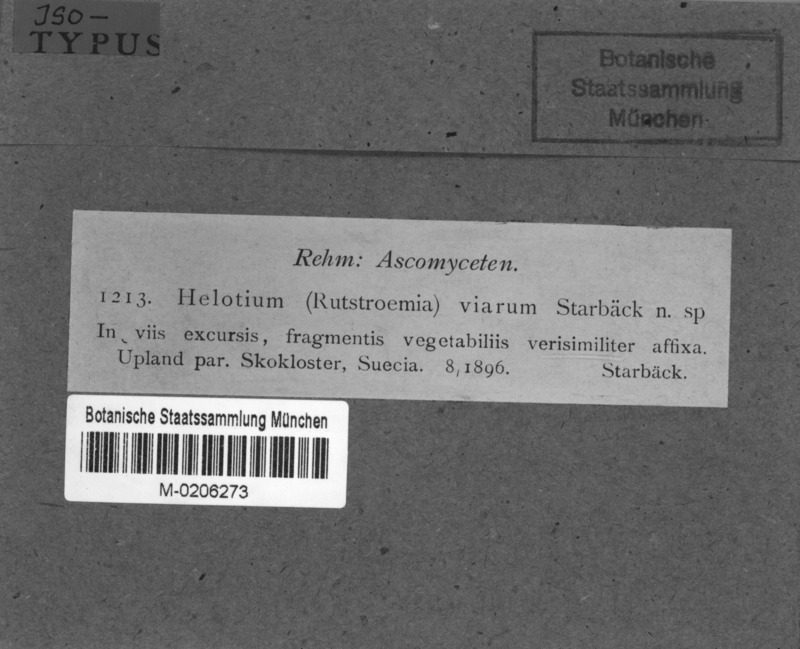 ISO-
TYPUS
Botanische
Staatssammlung
München
Rehm: Ascomyceten.
1213. Helotium (Rutstroemia) viarum Starbäck n. sp
In viis excursis, fragmentis vegetabiliis verisimiliter affixa.
Upland par. Skokloster, Suecia. 8/1896. Starbäck.
Botanische Staatssammlung München
M-0206273